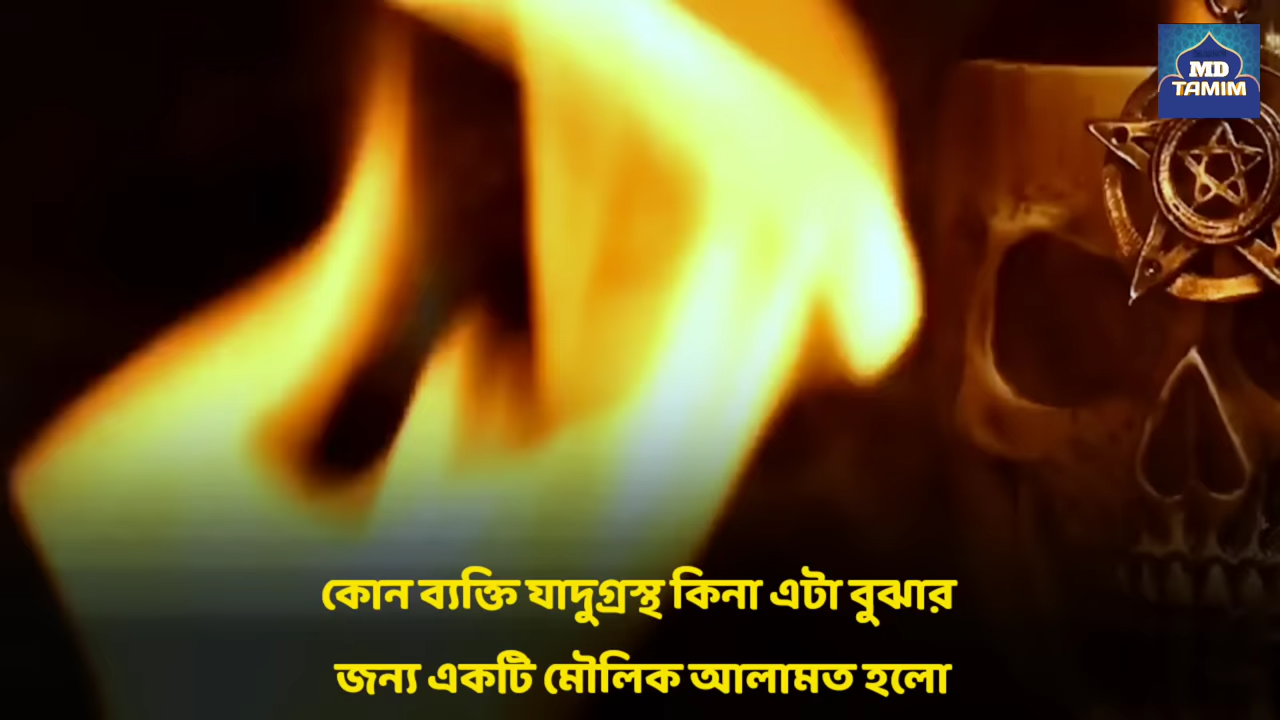 MD
TAMIM
কোন ব্যক্তি যাদুগ্রস্থ কিনা এটা বুঝার
জন্য একটি মৌলিক আলামত হলো